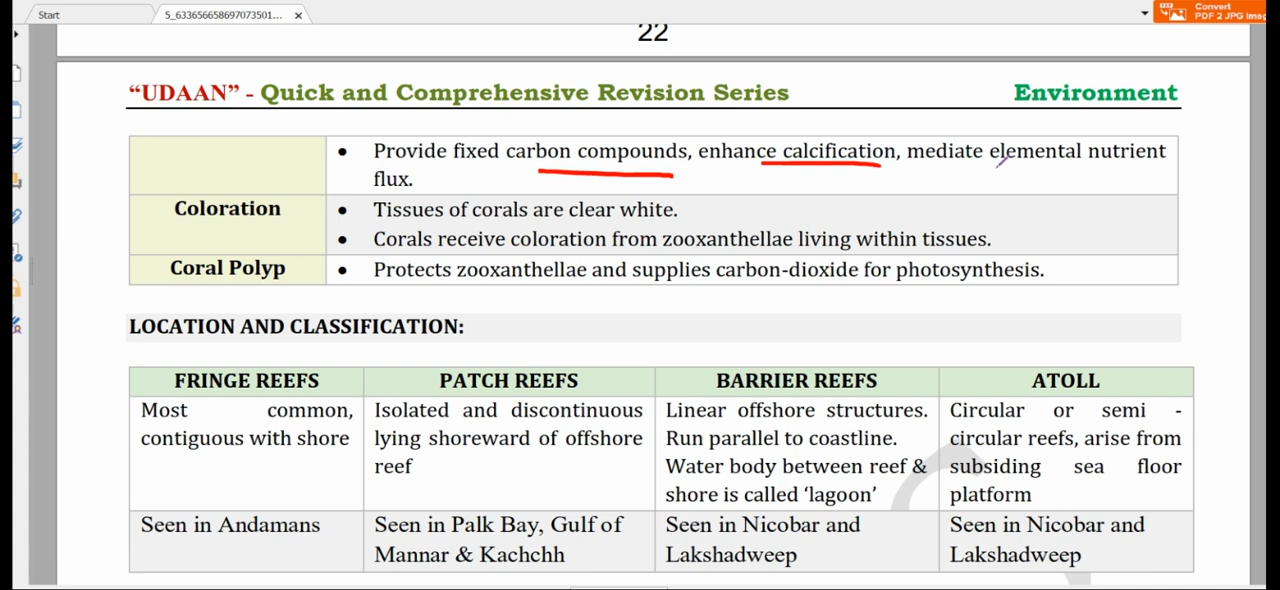 Start
5_633656658697073501...
Convert
PDF 2 JPG Imag
22
“UDAAN” - Quick and Comprehensive Revision Series Environment
• Provide fixed carbon compounds, enhance calcification, mediate elemental nutrient
flux.
Coloration • Tissues of corals are clear white.
• Corals receive coloration from zooxanthellae living within tissues.
Coral Polyp • Protects zooxanthellae and supplies carbon-dioxide for photosynthesis.
LOCATION AND CLASSIFICATION:
FRINGE REEFS PATCH REEFS BARRIER REEFS ATOLL
Most common, Isolated and discontinuous Linear offshore structures. Circular or semi -
contiguous with shore lying shoreward of offshore Run parallel to coastline. circular reefs, arise from
reef Water body between reef & subsiding sea floor
shore is called ‘lagoon’ platform
Seen in Andamans Seen in Palk Bay, Gulf of Seen in Nicobar and Seen in Nicobar and
Mannar & Kachchh Lakshadweep Lakshadweep